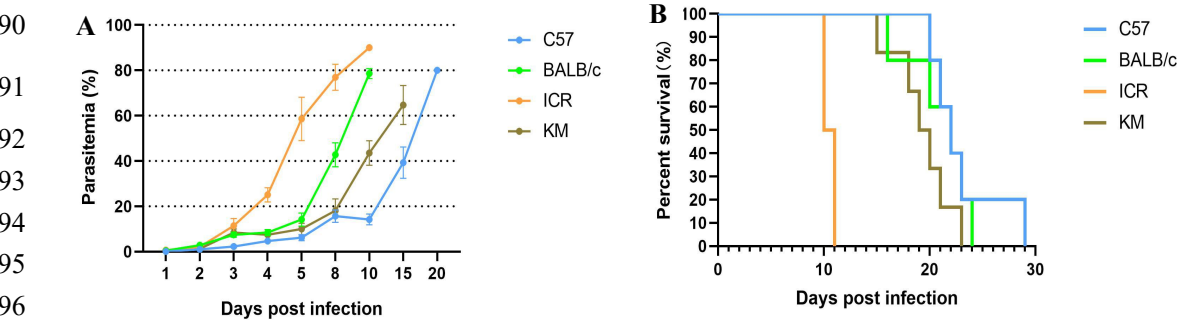 90
91
92
93
94
95
96
A
Parasitemia (%)
100
80
60
40
20
0
1 2 3 4 5 8 10 15 20
Days post infection
C57
BALB/c
ICR
KM
B
Percent survival (%)
100
90
80
70
60
50
40
30
20
10
0
0 10 20 30
Days post infection
C57
BALB/c
ICR
KM